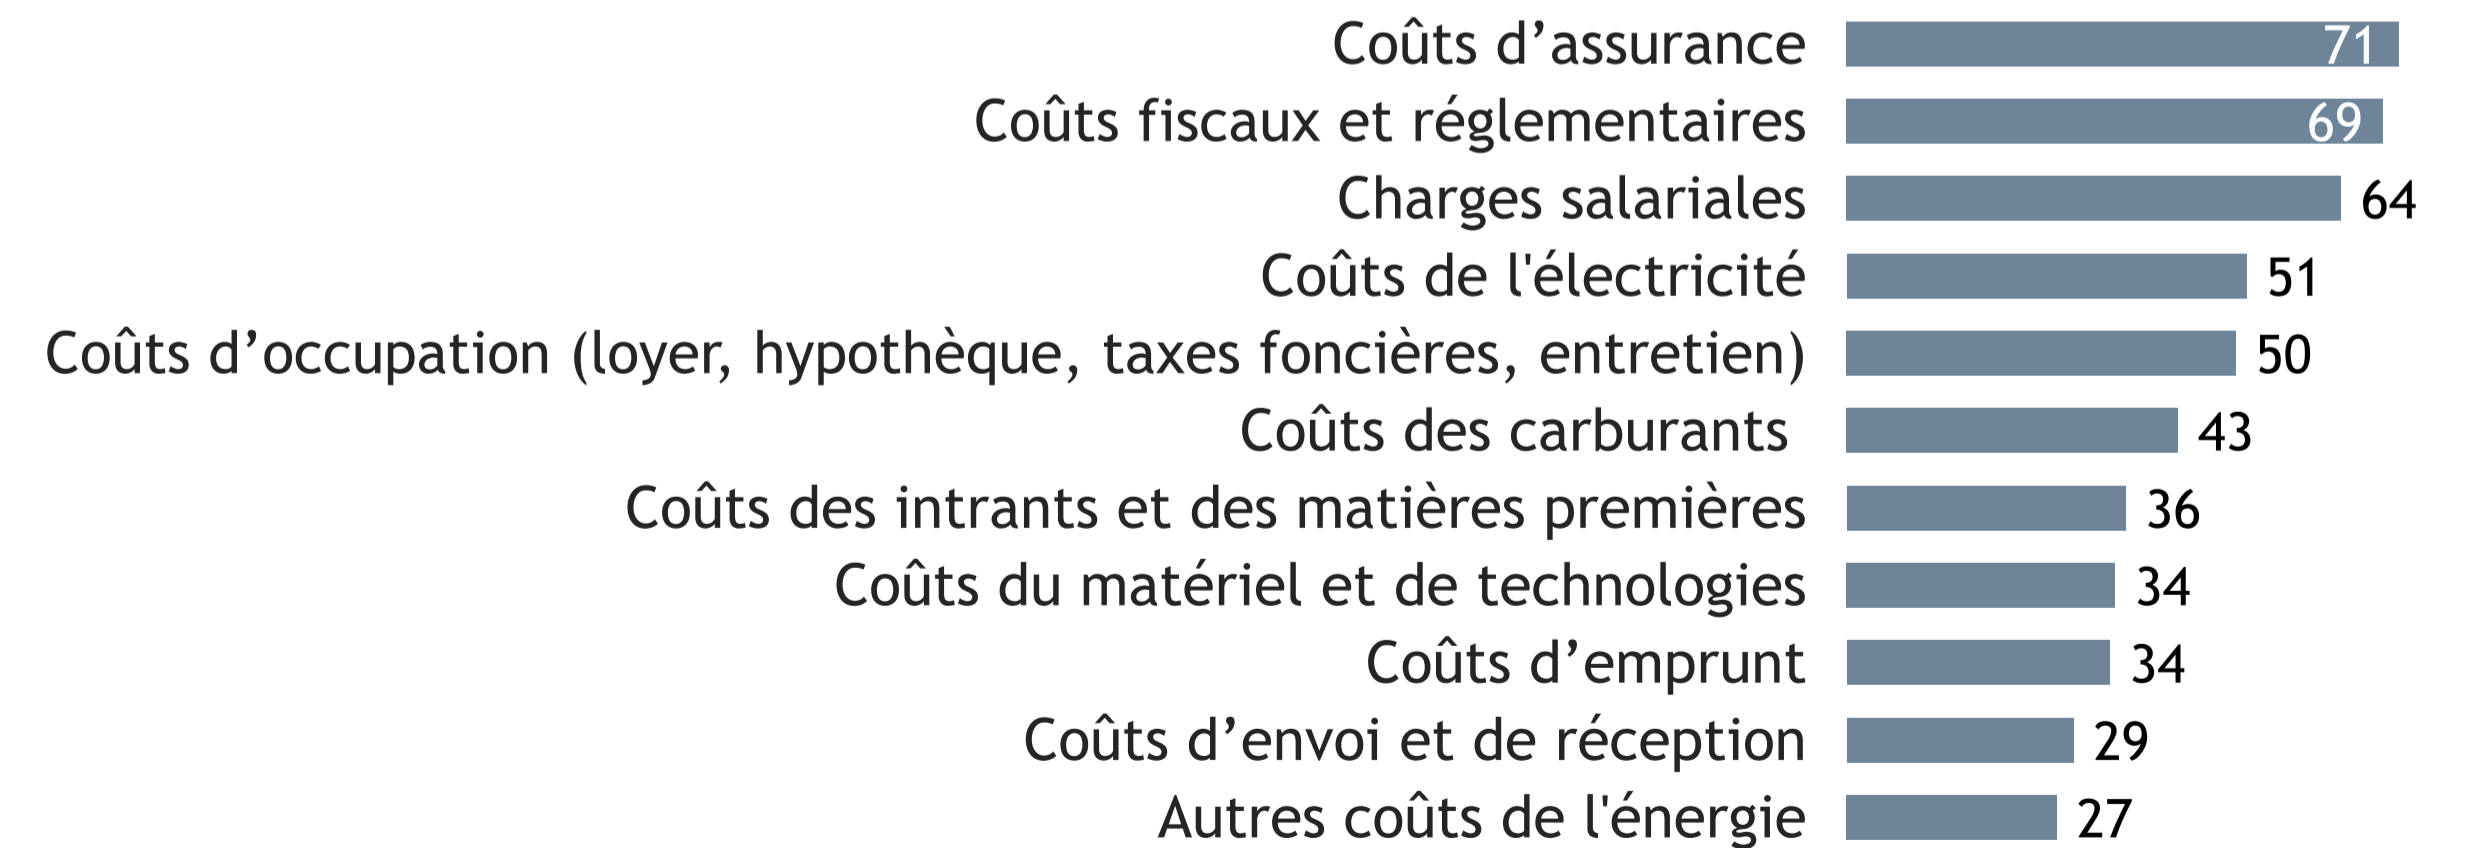 Coûts d’assurance 71
Coûts fiscaux et réglementaires 69
Charges salariales 64
Coûts de l'électricité 51
Coûts d’occupation (loyer, hypothèque, taxes foncières, entretien) 50
Coûts des carburants 43
Coûts des intrants et des matières premières 36
Coûts du matériel et de technologies 34
Coûts d’emprunt 34
Coûts d’envoi et de réception 29
Autres coûts de l'énergie 27